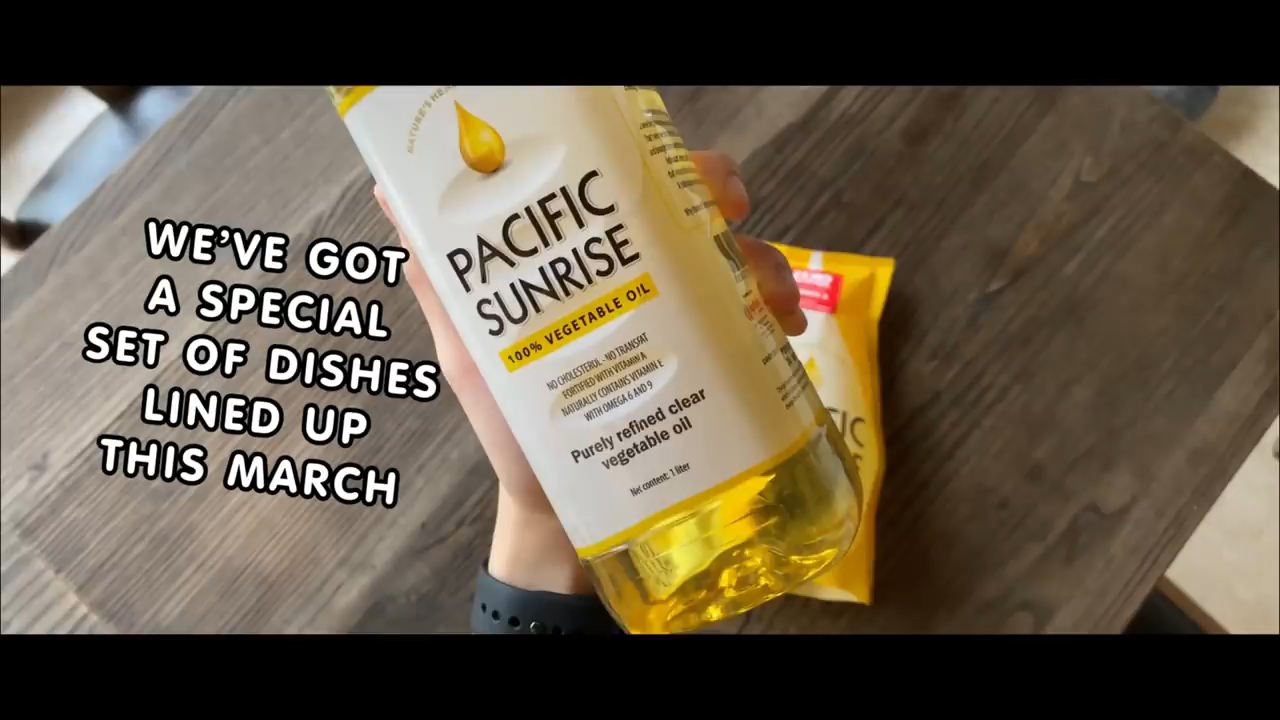 WE'VE GOT
A SPECIAL
SET OF DISHES
LINED UP
THIS MARCH
NATURE'S
PACIFIC
SUNRISE
100% VEGETABLE OIL
NO CHOLESTEROL - NO TRANSFAT
FORTIFIED WITH VITAMIN A
NATURALLY CONTAINS VITAMIN E
WITH OMEGA 6 AND 9
Purely refined clear
vegetable oil
Net content: 1 liter